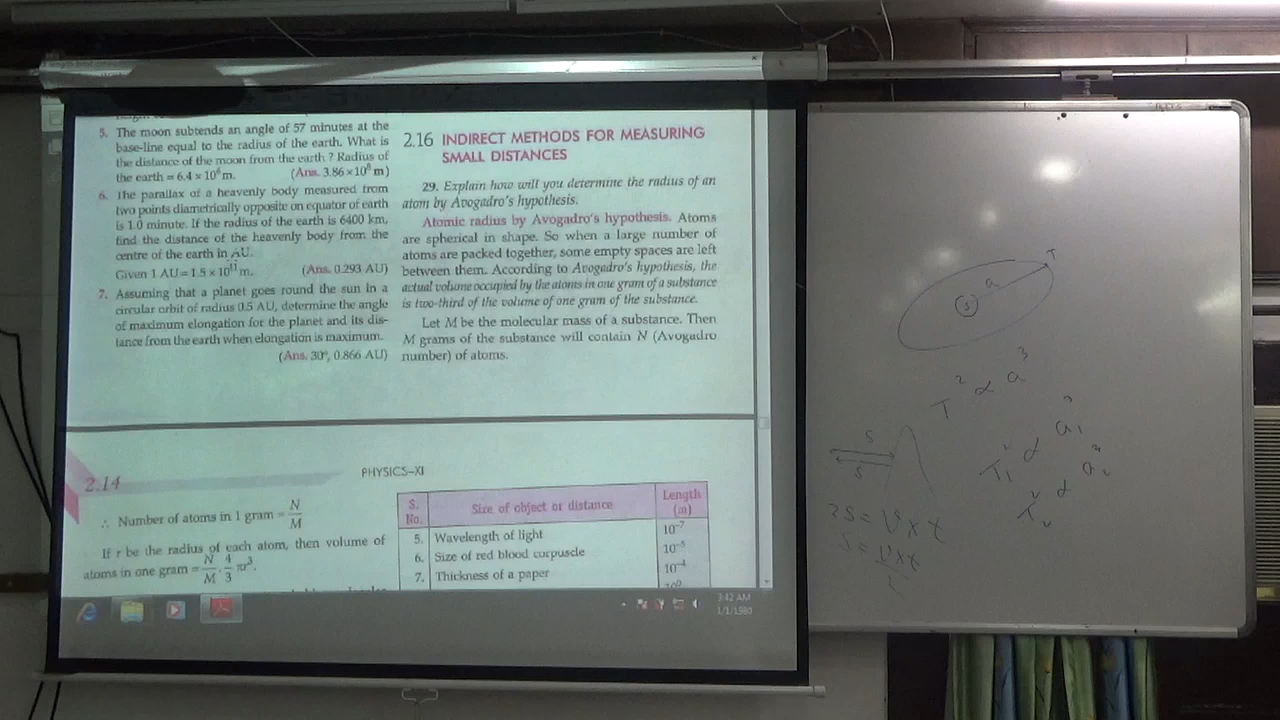 5. The moon subtends an angle of 57 minutes at the
base-line equal to the radius of the earth. What is
the distance of the moon from the earth ? Radius of
the earth = 6.4 × 10⁶ m. (Ans. 3.86×10⁸ m)
6. The parallax of a heavenly body measured from
two points diametrically opposite on equator of earth
is 1.0 minute. If the radius of the earth is 6400 km,
find the distance of the heavenly body from the
centre of the earth in AU.
Given 1 AU = 1.5 × 10¹¹ m. (Ans. 0.293 AU)
7. Assuming that a planet goes round the sun in a
circular orbit of radius 0.5 AU, determine the angle
of maximum elongation for the planet and its dis-
tance from the earth when elongation is maximum.
(Ans. 30°, 0.866 AU)
2.16 INDIRECT METHODS FOR MEASURING
SMALL DISTANCES
29. Explain how will you determine the radius of an
atom by Avogadro's hypothesis.
Atomic radius by Avogadro's hypothesis. Atoms
are spherical in shape. So when a large number of
atoms are packed together, some empty spaces are left
between them. According to Avogadro's hypothesis, the
actual volume occupied by the atoms in one gram of a substance
is two-third of the volume of one gram of the substance.
Let M be the molecular mass of a substance. Then
M grams of the substance will contain N (Avogadro
number) of atoms.
2.14
PHYSICS–XI
∴ Number of atoms in 1 gram = N/M
If r be the radius of each atom, then volume of
atoms in one gram = N/M · 4/3 πr³.
S. No. Size of object or distance Length (m)
5. Wavelength of light 10⁻⁷
6. Size of red blood corpuscle 10⁻⁵
7. Thickness of a paper 10⁻⁴
3:42 AM
1/1/1980
T
a
s
T² α a³
S
S
T₁² α a₁³
T₂² α a₂³
2S = v x t
S = v x t